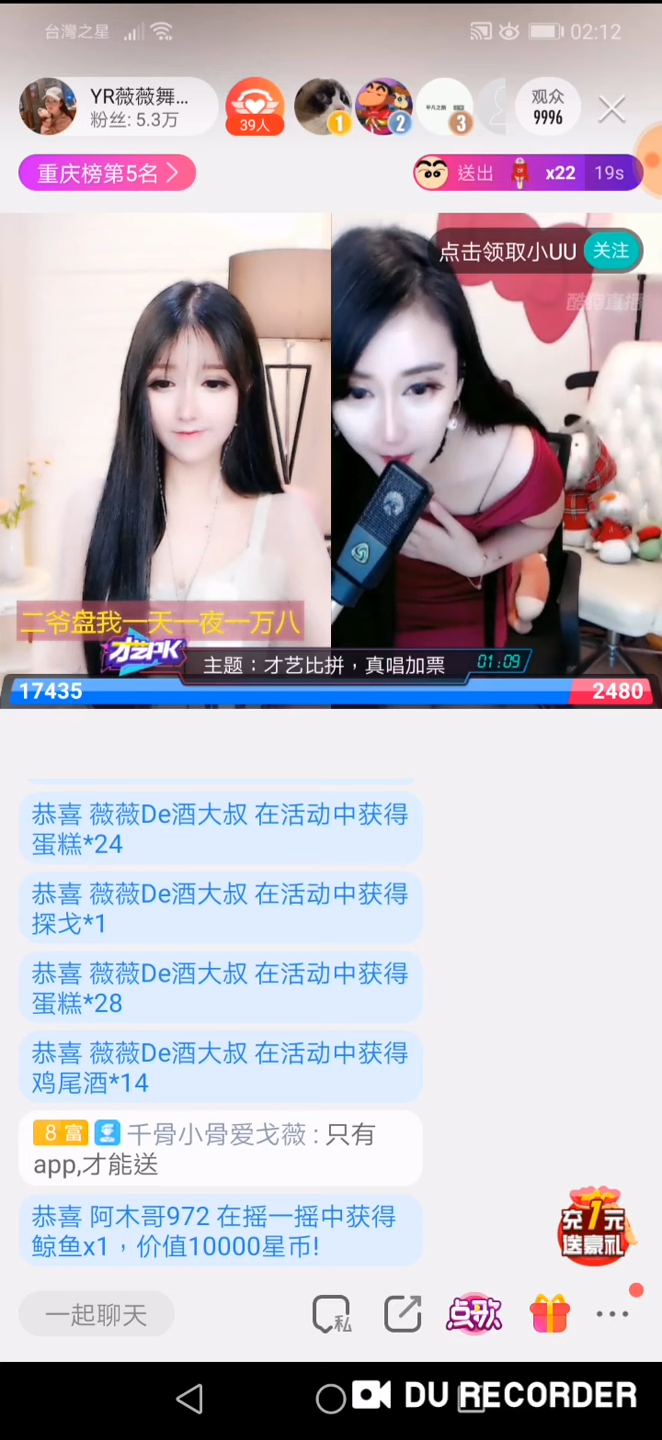 台灣之星
02:12
YR薇薇舞...
粉丝: 5.3万
39人
1
2
3
观众
9996
重庆榜第5名
送出 x22 19s
点击领取小UU 关注
酷狗直播
二爷盘我一天一夜一万八
才艺PK
主题：才艺比拼，真唱加票
01:09
17435
2480
恭喜 薇薇De酒大叔 在活动中获得
蛋糕*24
恭喜 薇薇De酒大叔 在活动中获得
探戈*1
恭喜 薇薇De酒大叔 在活动中获得
蛋糕*28
恭喜 薇薇De酒大叔 在活动中获得
鸡尾酒*14
8 富 千骨小骨爱戈薇 : 只有
app,才能送
恭喜 阿木哥972 在摇一摇中获得
鲸鱼x1，价值10000星币!
充1元
送豪礼
一起聊天
私
点歌
DU RECORDER